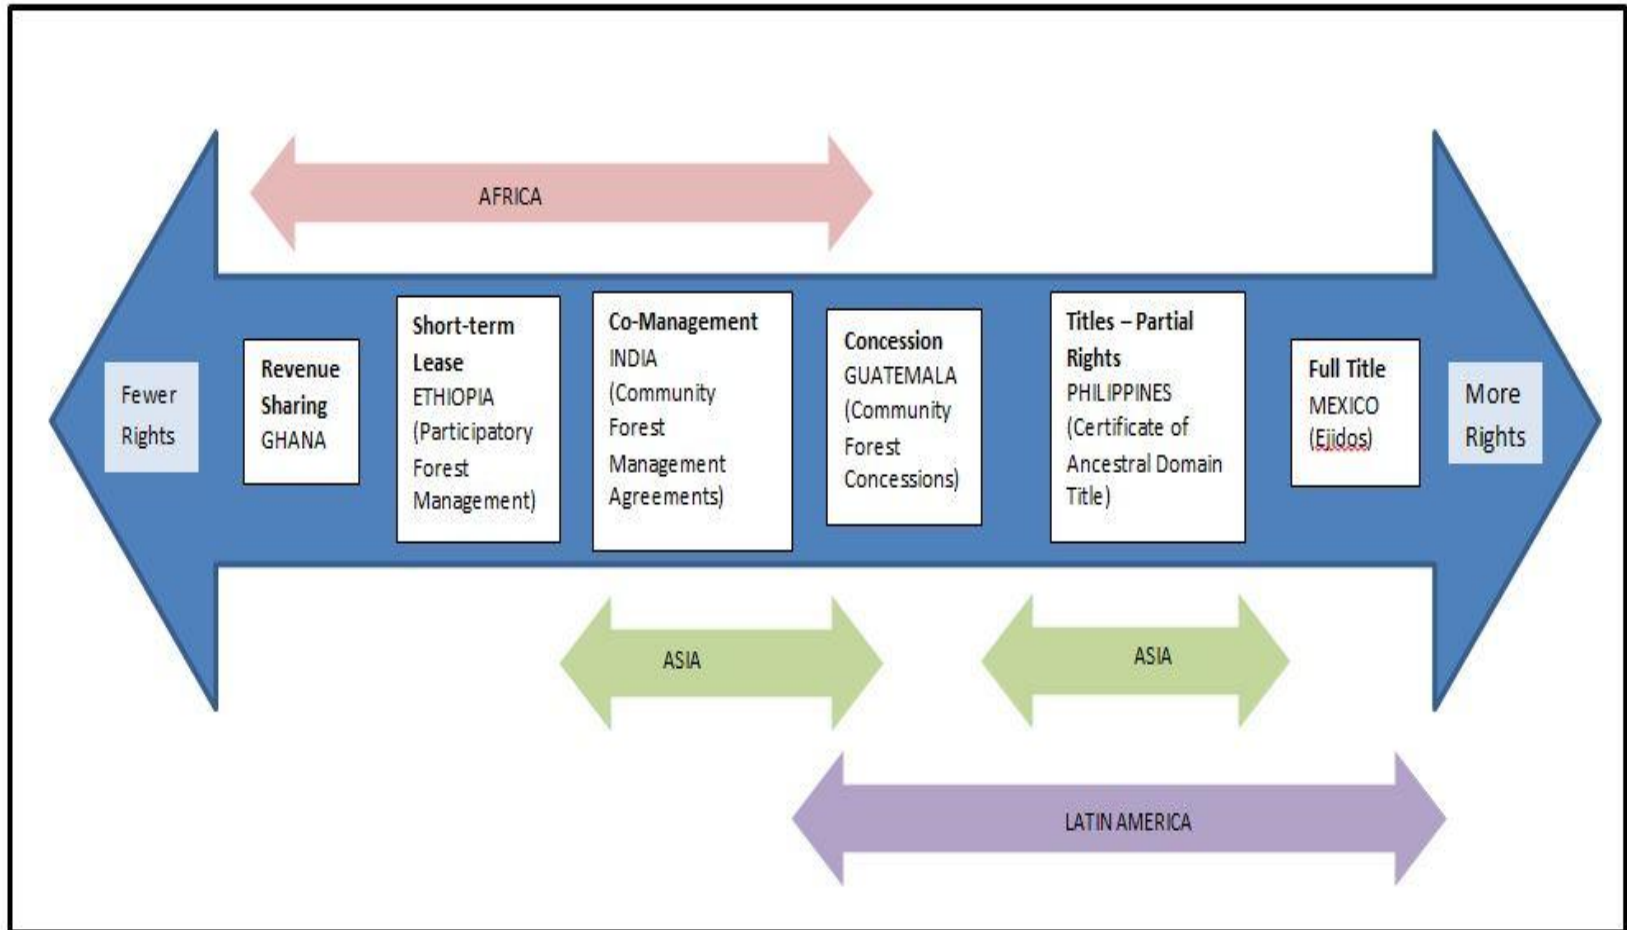 AFRICA
Fewer
Rights
Revenue
Sharing
GHANA
Short-term
Lease
ETHIOPIA
(Participatory
Forest
Management)
Co-Management
INDIA
(Community
Forest
Management
Agreements)
Concession
GUATEMALA
(Community
Forest
Concessions)
Titles – Partial
Rights
PHILIPPINES
(Certificate of
Ancestral Domain
Title)
Full Title
MEXICO
(Ejidos)
More
Rights
ASIA
ASIA
LATIN AMERICA